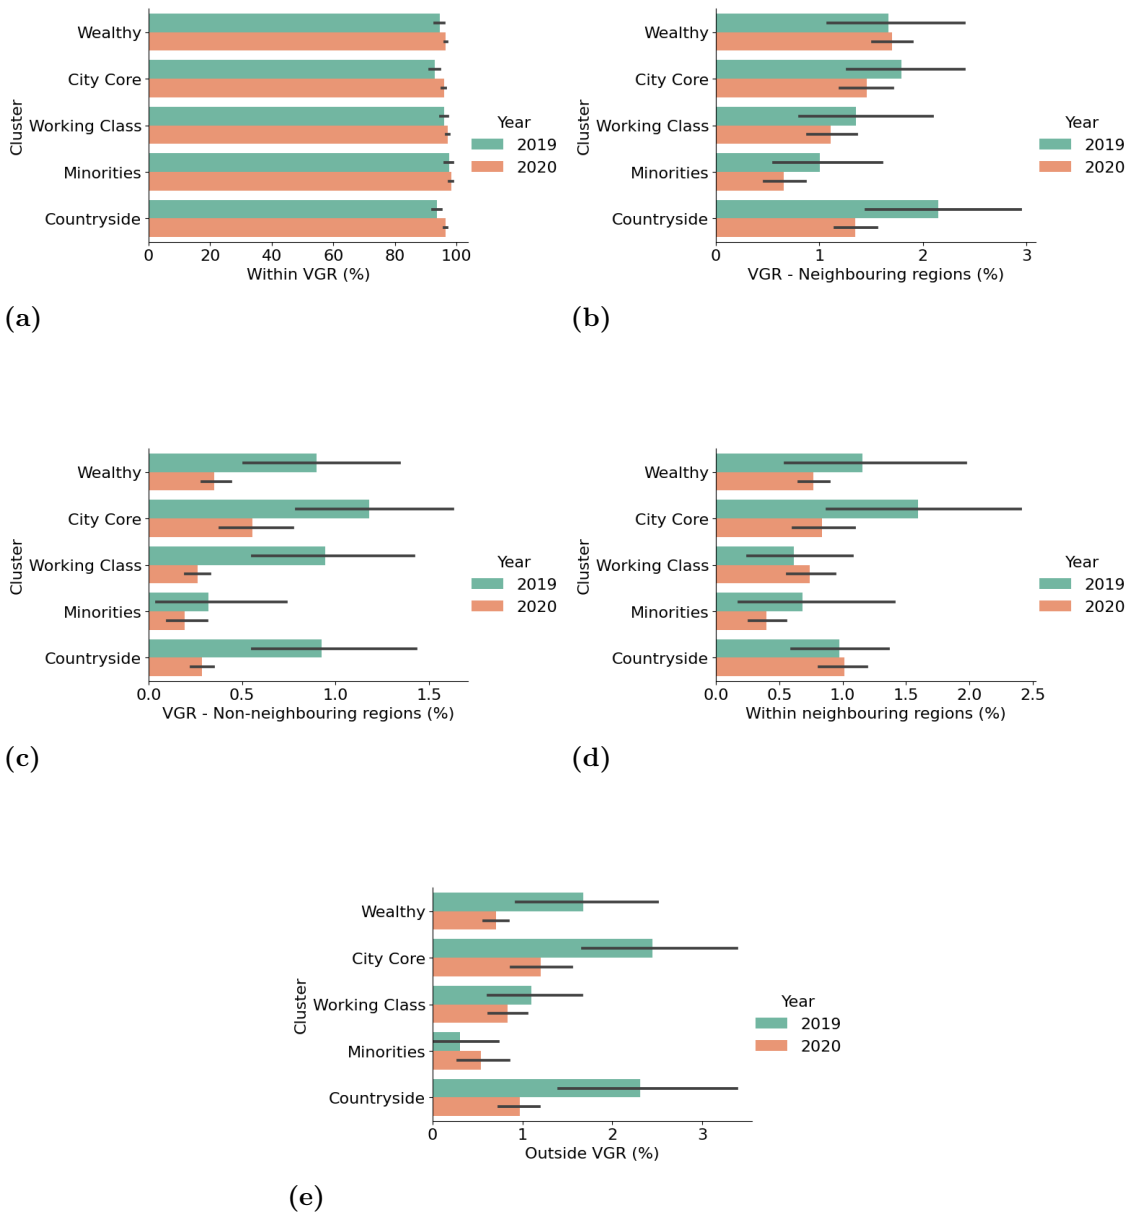 Wealthy
City Core
Working Class
Minorities
Countryside
Cluster
0 20 40 60 80 100
Within VGR (%)
Year
2019
2020
(a)
Wealthy
City Core
Working Class
Minorities
Countryside
Cluster
1 2 3
VGR - Neighbouring regions (%)
Year
2019
2020
(b)
Wealthy
City Core
Working Class
Minorities
Countryside
Cluster
0.0 0.5 1.0 1.5
VGR - Non-neighbouring regions (%)
Year
2019
2020
(c)
Wealthy
City Core
Working Class
Minorities
Countryside
Cluster
0.0 0.5 1.0 1.5 2.0 2.5
Within neighbouring regions (%)
Year
2019
2020
(d)
Wealthy
City Core
Working Class
Minorities
Countryside
Cluster
0 1 2 3
Outside VGR (%)
Year
2019
2020
(e)